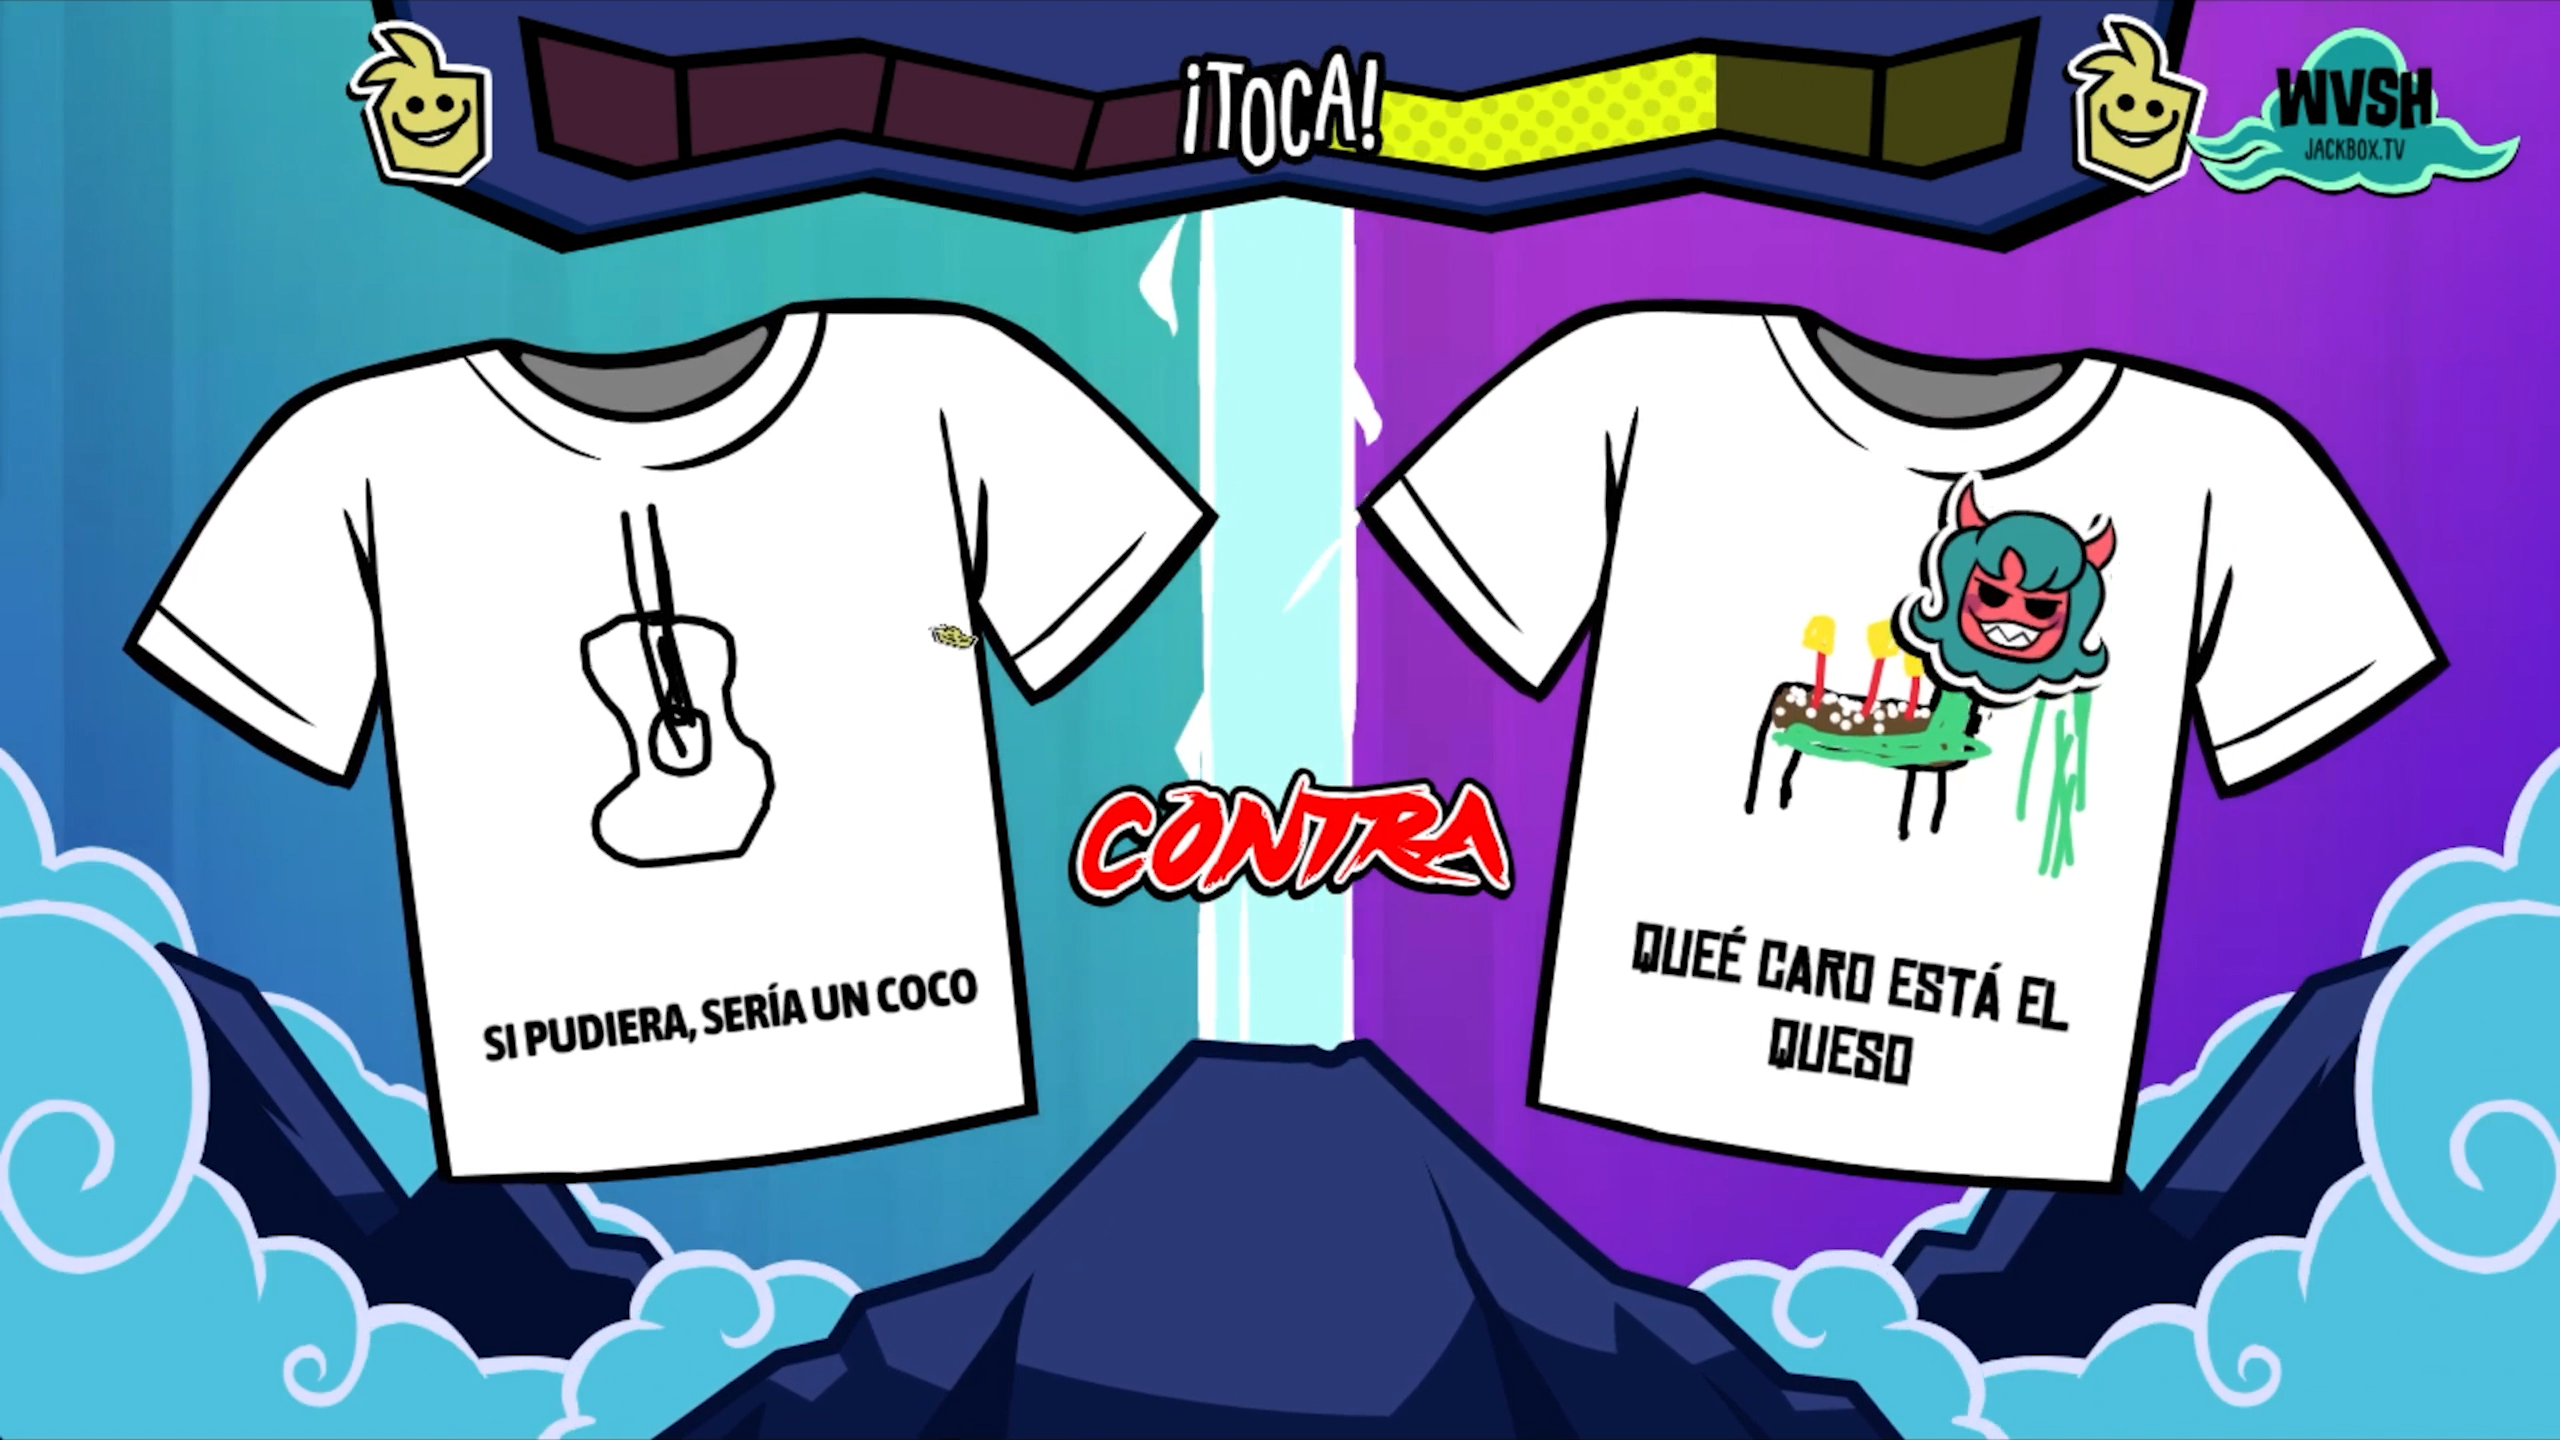 ¡TOCA!
WVSH
JACKBOX.TV
CONTRA
SI PUDIERA, SERÍA UN COCO
QUEÉ CARO ESTÁ EL
QUESO